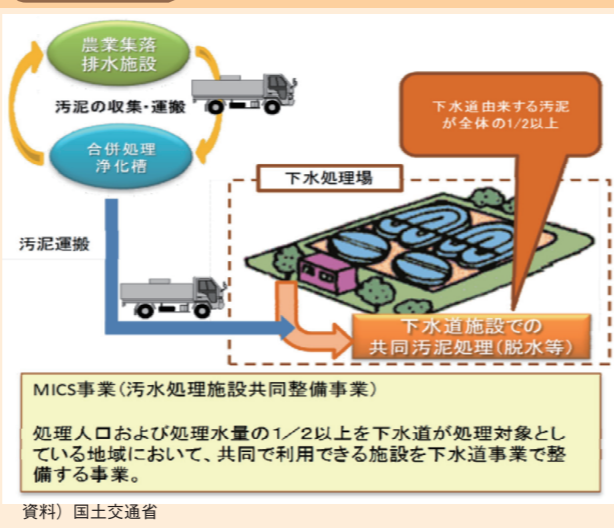 農業集落
排水施設
汚泥の収集・運搬
合併処理
浄化槽
下水道由来する汚泥
が全体の1/2以上
下水処理場
汚泥運搬
下水道施設での
共同汚泥処理(脱水等)
MICS事業(汚水処理施設共同整備事業)
処理人口および処理水量の1／2以上を下水道が処理対象とし
ている地域において、共同で利用できる施設を下水道事業で整
備する事業。
資料）国土交通省